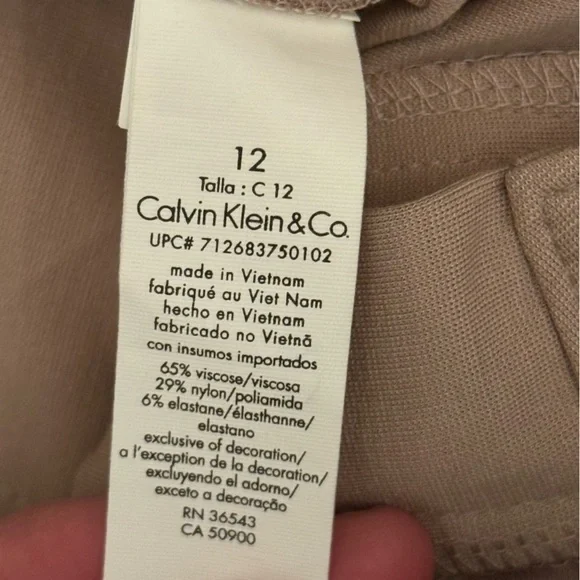 12
Talla : C 12
Calvin Klein & Co.
UPC# 712683750102
made in Vietnam
fabriqué au Viet Nam
hecho en Vietnam
fabricado no Vietnã
con insumos importados
65% viscose/viscosa
29% nylon/poliamida
6% elastane/élasthanne/
elastano
exclusive of decoration/
a l'exception de la decoration/
excluyendo el adorno/
exceto a decoração
RN 36543
CA 50900